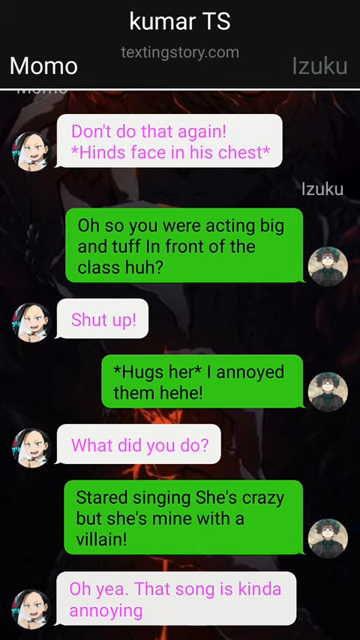 kumar TS
textingstory.com
Momo
Izuku
Momo
Don't do that again!
*Hinds face in his chest*
Izuku
Oh so you were acting big
and tuff In front of the
class huh?
Shut up!
*Hugs her* I annoyed
them hehe!
What did you do?
Stared singing She's crazy
but she's mine with a
villain!
Oh yea. That song is kinda
annoying